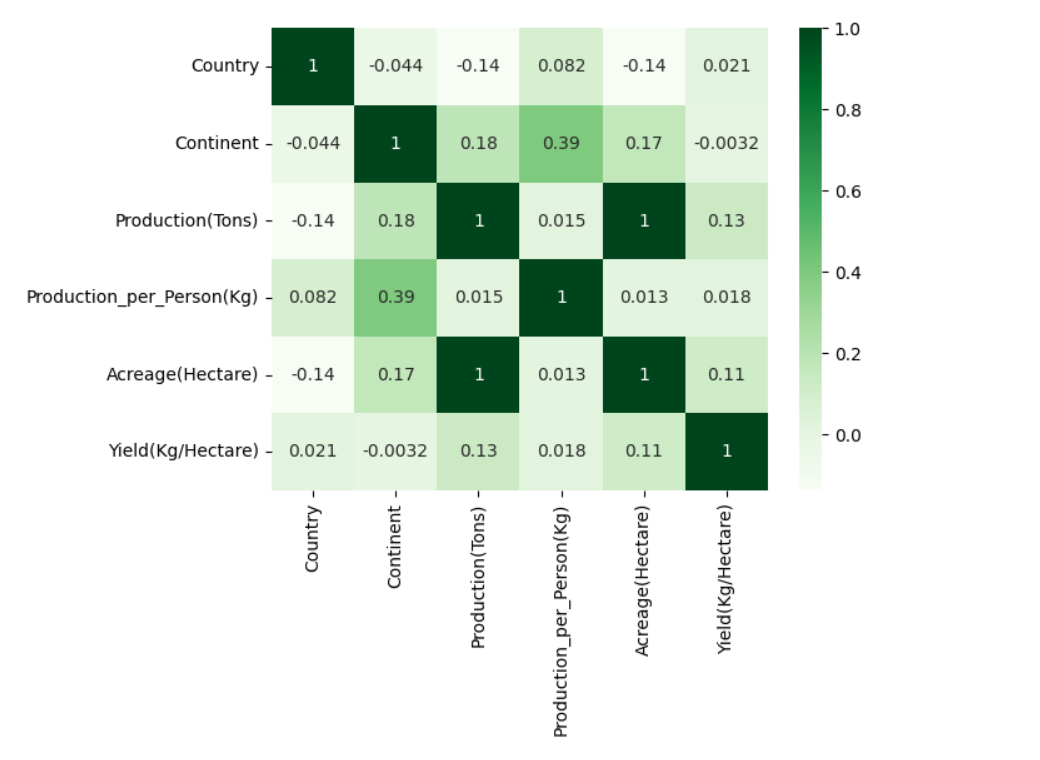 Country 1 -0.044 -0.14 0.082 -0.14 0.021
Continent -0.044 1 0.18 0.39 0.17 -0.0032
Production(Tons) -0.14 0.18 1 0.015 1 0.13
Production_per_Person(Kg) 0.082 0.39 0.015 1 0.013 0.018
Acreage(Hectare) -0.14 0.17 1 0.013 1 0.11
Yield(Kg/Hectare) 0.021 -0.0032 0.13 0.018 0.11 1
Country
Continent
Production(Tons)
Production_per_Person(Kg)
Acreage(Hectare)
Yield(Kg/Hectare)
1.0
0.8
0.6
0.4
0.2
0.0